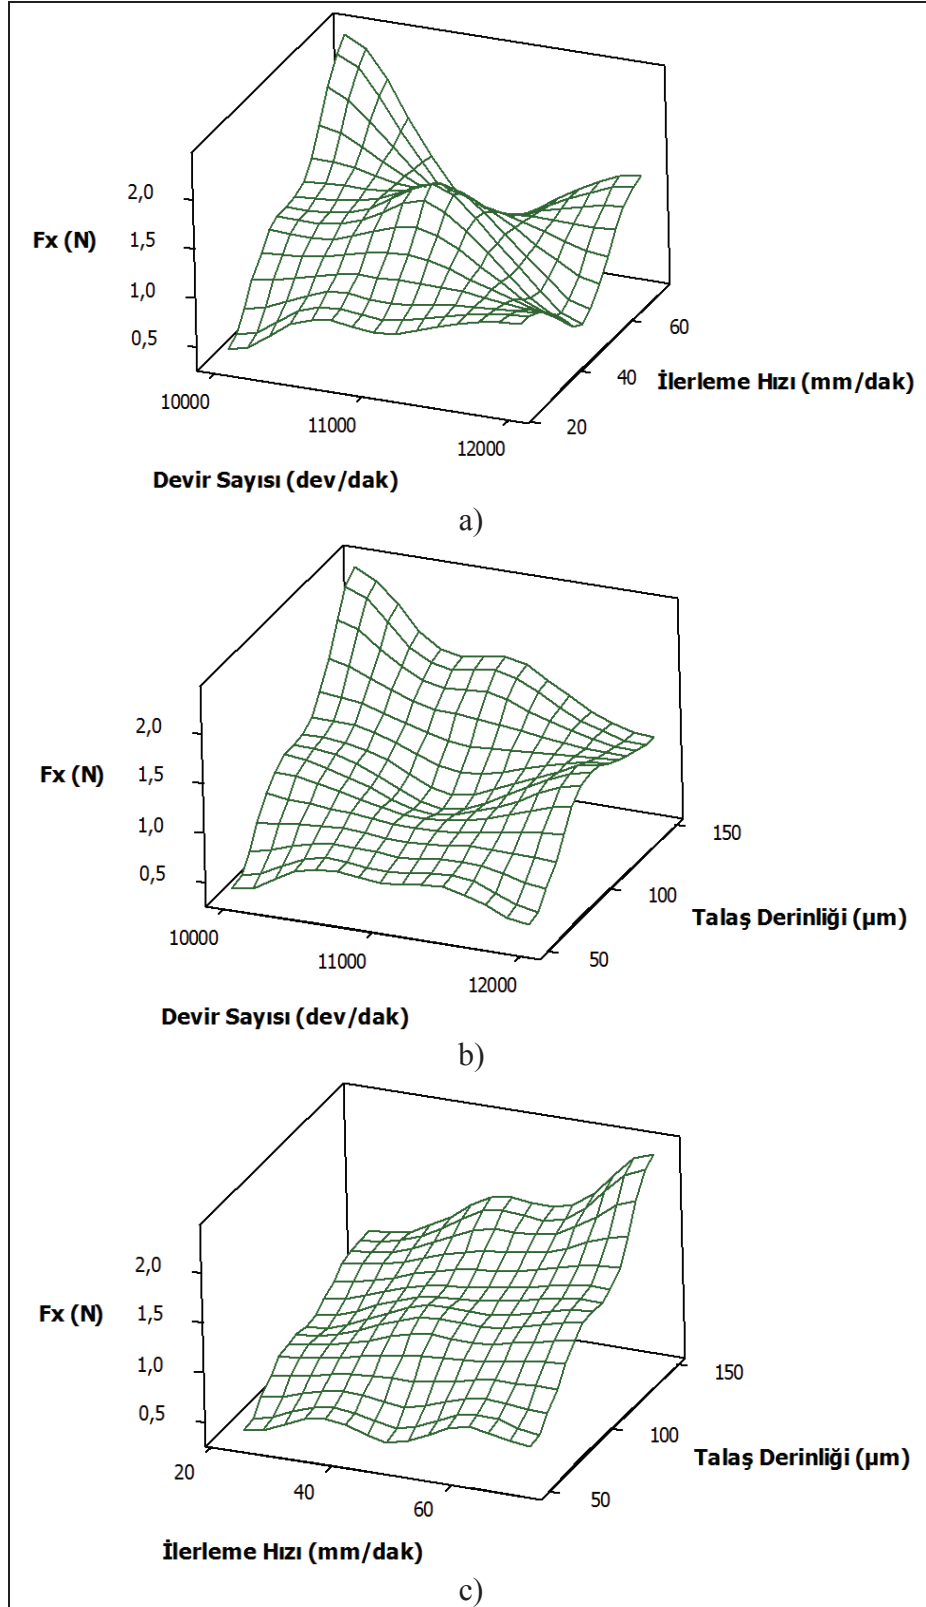 2,0
Fx (N)
1,5
1,0
0,5
10000
11000
12000
20
40
60
İlerleme Hızı (mm/dak)
Devir Sayısı (dev/dak)
a)
2,0
Fx (N)
1,5
1,0
0,5
10000
11000
12000
50
100
150
Talaş Derinliği (µm)
Devir Sayısı (dev/dak)
b)
2,0
Fx (N)
1,5
1,0
0,5
20
40
60
50
100
150
Talaş Derinliği (µm)
İlerleme Hızı (mm/dak)
c)